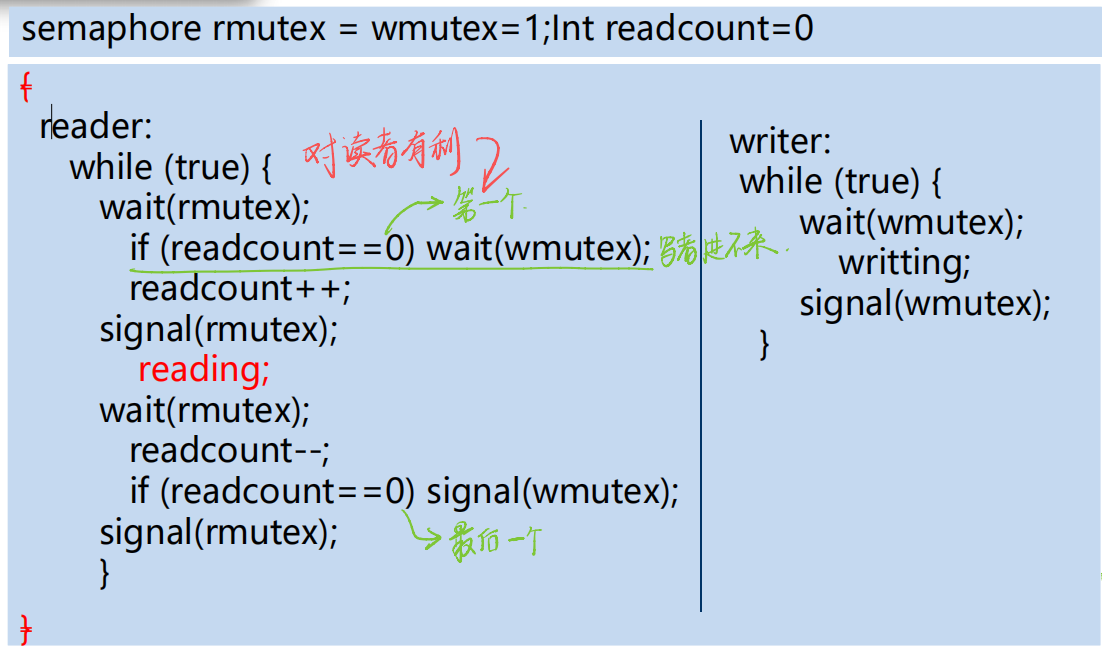 semaphore rmutex = wmutex=1;Int readcount=0
{
reader:
while (true) {
对读者有利
wait(rmutex);
第一个.
if (readcount==0) wait(wmutex);
写者进不来.
readcount++;
signal(rmutex);
reading;
wait(rmutex);
readcount--;
if (readcount==0) signal(wmutex);
signal(rmutex);
最后一个
}
}
writer:
while (true) {
wait(wmutex);
writting;
signal(wmutex);
}